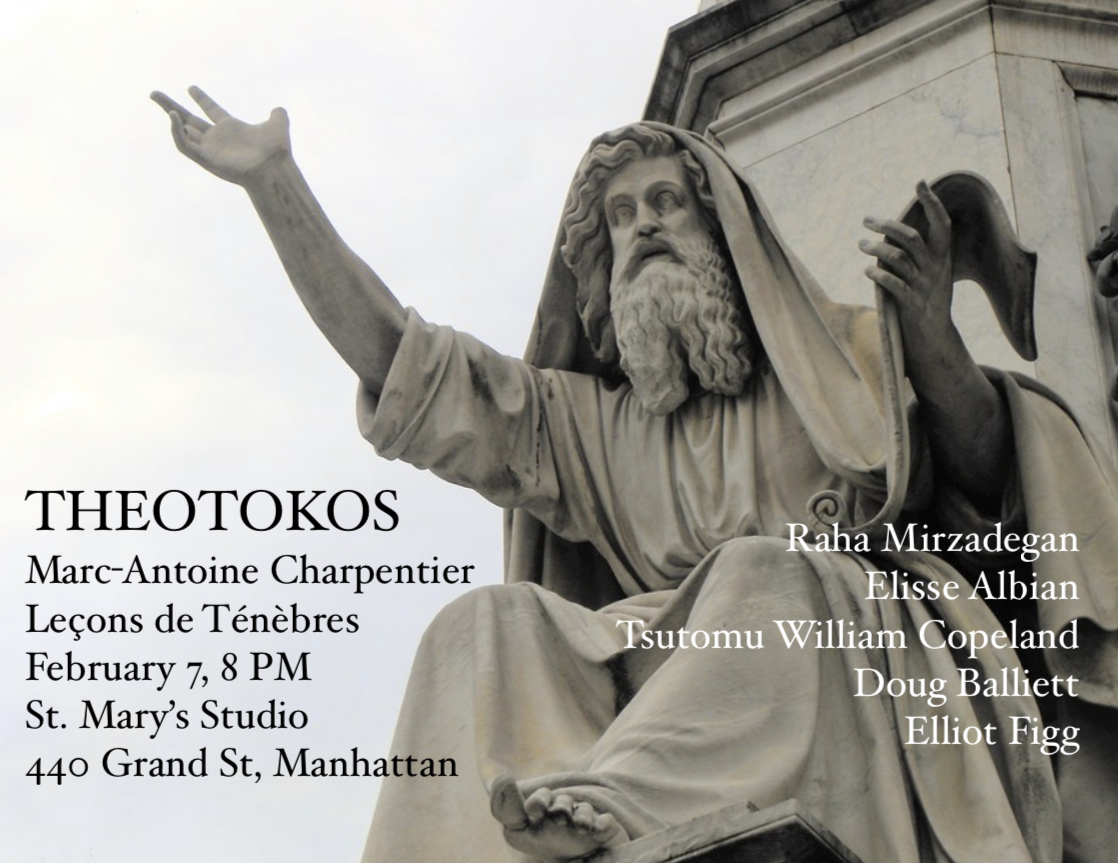 THEOTOKOS
Marc-Antoine Charpentier
Leçons de Ténèbres
February 7, 8 PM
St. Mary's Studio
440 Grand St, Manhattan
Raha Mirzadegan
Elisse Albian
Tsutomu William Copeland
Doug Balliett
Elliot Figg